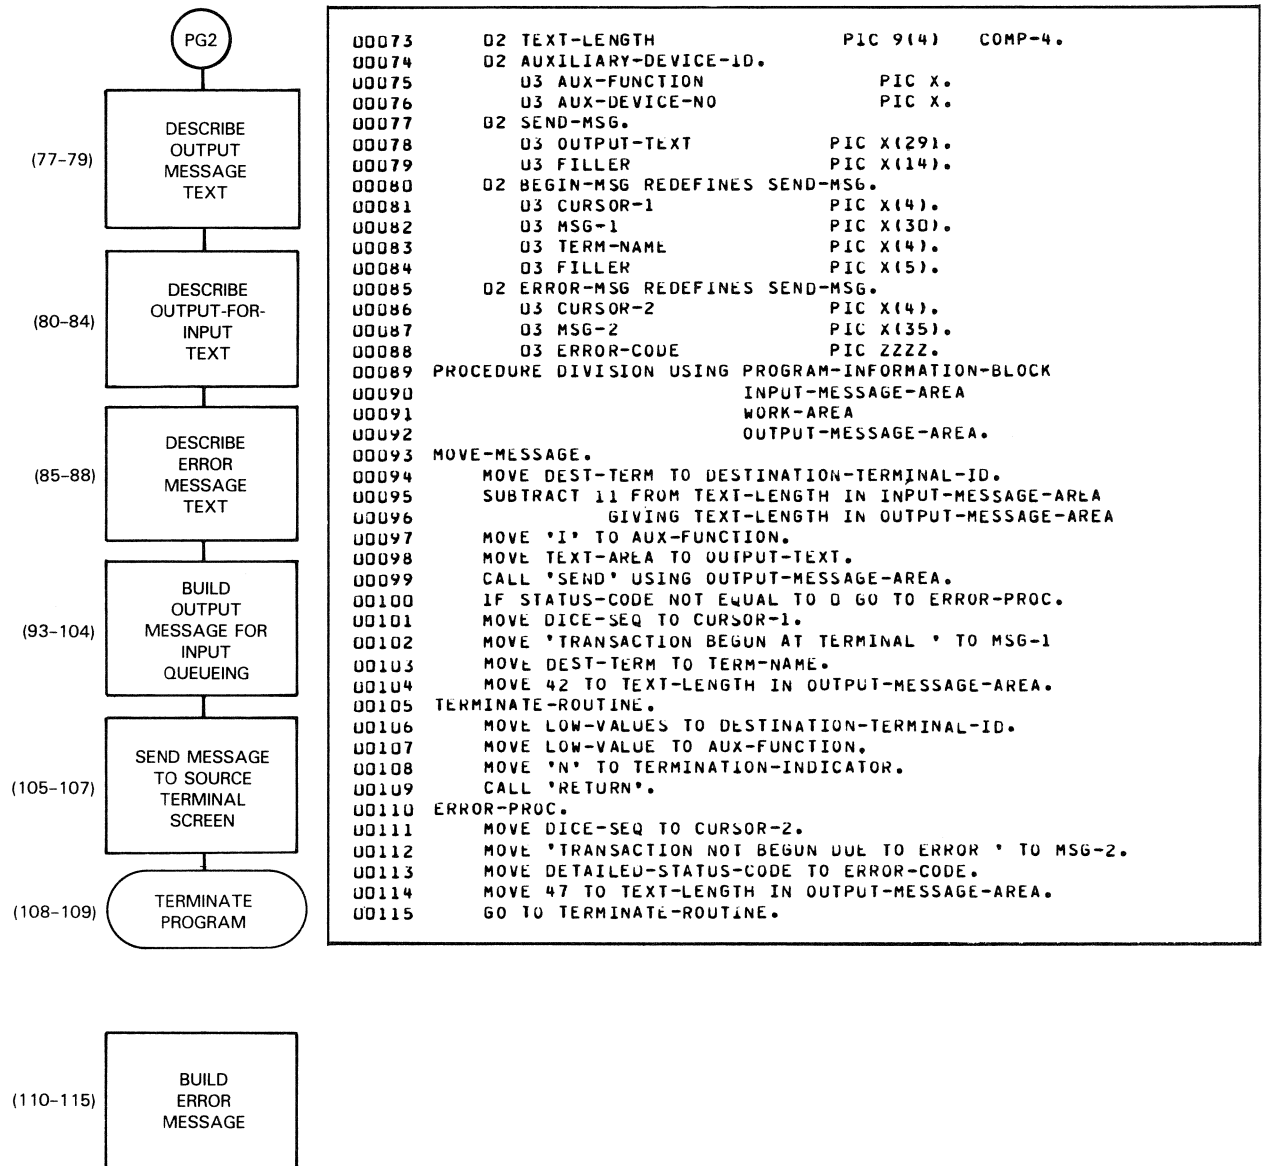 PG2
(77-79)
DESCRIBE
OUTPUT
MESSAGE
TEXT
(80-84)
DESCRIBE
OUTPUT-FOR-
INPUT
TEXT
(85-88)
DESCRIBE
ERROR
MESSAGE
TEXT
(93-104)
BUILD
OUTPUT
MESSAGE FOR
INPUT
QUEUEING
(105-107)
SEND MESSAGE
TO SOURCE
TERMINAL
SCREEN
(108-109)
TERMINATE
PROGRAM
(110-115)
BUILD
ERROR
MESSAGE
00073 02 TEXT-LENGTH PIC 9(4) COMP-4.
00074 02 AUXILIARY-DEVICE-ID.
00075 03 AUX-FUNCTION PIC X.
00076 03 AUX-DEVICE-NO PIC X.
00077 02 SEND-MSG.
00078 03 OUTPUT-TEXT PIC X(29).
00079 03 FILLER PIC X(14).
00080 02 BEGIN-MSG REDEFINES SEND-MSG.
00081 03 CURSOR-1 PIC X(4).
00082 03 MSG-1 PIC X(30).
00083 03 TERM-NAME PIC X(4).
00084 03 FILLER PIC X(5).
00085 02 ERROR-MSG REDEFINES SEND-MSG.
00086 03 CURSOR-2 PIC X(4).
00087 03 MSG-2 PIC X(35).
00088 03 ERROR-CODE PIC ZZZZ.
00089 PROCEDURE DIVISION USING PROGRAM-INFORMATION-BLOCK
00090 INPUT-MESSAGE-AREA
00091 WORK-AREA
00092 OUTPUT-MESSAGE-AREA.
00093 MOVE-MESSAGE.
00094 MOVE DEST-TERM TO DESTINATION-TERMINAL-ID.
00095 SUBTRACT 11 FROM TEXT-LENGTH IN INPUT-MESSAGE-AREA
00096 GIVING TEXT-LENGTH IN OUTPUT-MESSAGE-AREA
00097 MOVE 'I' TO AUX-FUNCTION.
00098 MOVE TEXT-AREA TO OUTPUT-TEXT.
00099 CALL 'SEND' USING OUTPUT-MESSAGE-AREA.
00100 IF STATUS-CODE NOT EQUAL TO 0 GO TO ERROR-PROC.
00101 MOVE DICE-SEQ TO CURSOR-1.
00102 MOVE 'TRANSACTION BEGUN AT TERMINAL ' TO MSG-1
00103 MOVE DEST-TERM TO TERM-NAME.
00104 MOVE 42 TO TEXT-LENGTH IN OUTPUT-MESSAGE-AREA.
00105 TERMINATE-ROUTINE.
00106 MOVE LOW-VALUES TO DESTINATION-TERMINAL-ID.
00107 MOVE LOW-VALUE TO AUX-FUNCTION.
00108 MOVE 'N' TO TERMINATION-INDICATOR.
00109 CALL 'RETURN'.
00110 ERROR-PROC.
00111 MOVE DICE-SEQ TO CURSOR-2.
00112 MOVE 'TRANSACTION NOT BEGUN DUE TO ERROR ' TO MSG-2.
00113 MOVE DETAILED-STATUS-CODE TO ERROR-CODE.
00114 MOVE 47 TO TEXT-LENGTH IN OUTPUT-MESSAGE-AREA.
00115 GO TO TERMINATE-ROUTINE.